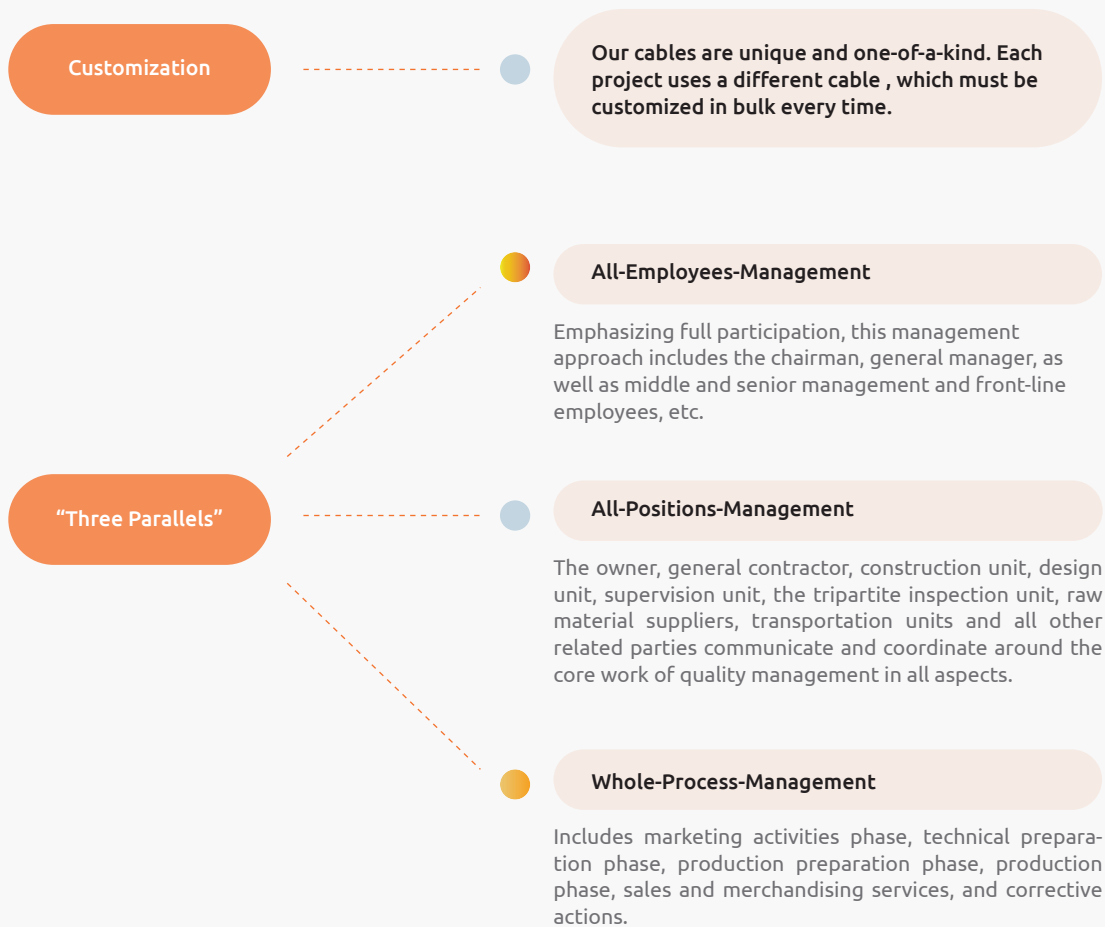 Customization
Our cables are unique and one-of-a-kind. Each
project uses a different cable , which must be
customized in bulk every time.
All-Employees-Management
Emphasizing full participation, this management
approach includes the chairman, general manager, as
well as middle and senior management and front-line
employees, etc.
“Three Parallels”
All-Positions-Management
The owner, general contractor, construction unit, design
unit, supervision unit, the tripartite inspection unit, raw
material suppliers, transportation units and all other
related parties communicate and coordinate around the
core work of quality management in all aspects.
Whole-Process-Management
Includes marketing activities phase, technical prepara-
tion phase, production preparation phase, production
phase, sales and merchandising services, and corrective
actions.